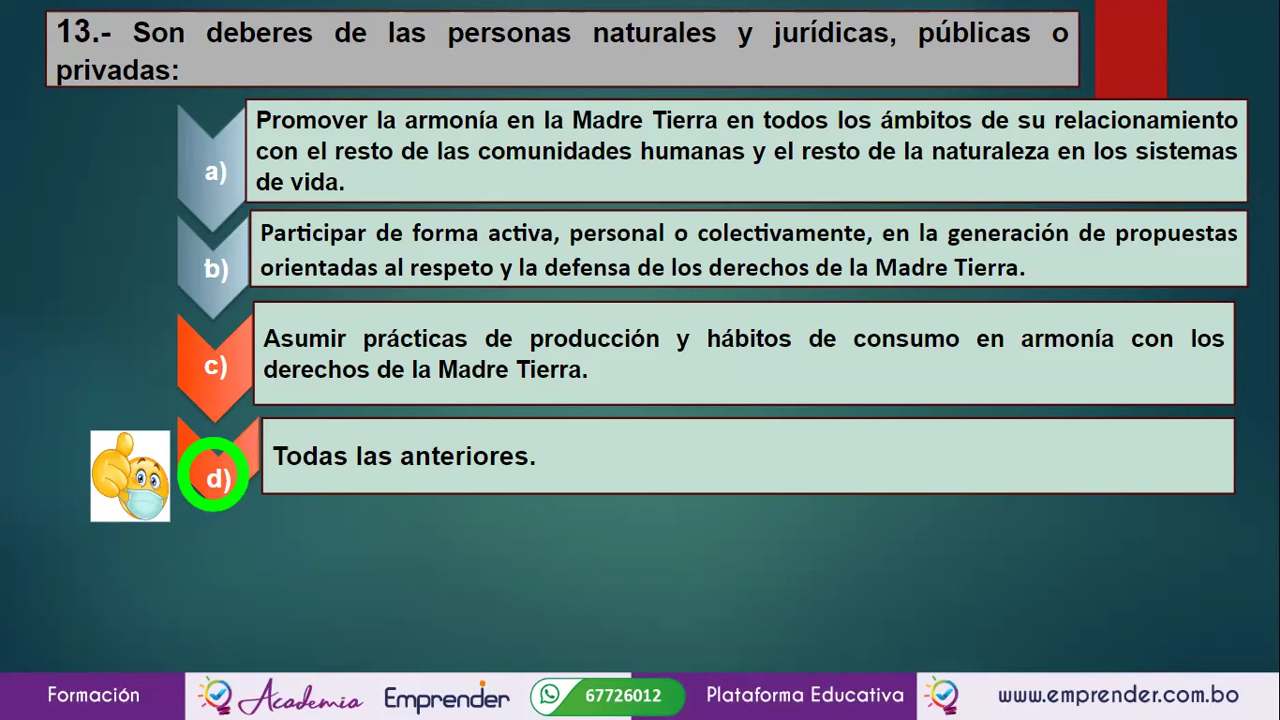 13.- Son deberes de las personas naturales y jurídicas, públicas o
privadas:
a)
Promover la armonía en la Madre Tierra en todos los ámbitos de su relacionamiento
con el resto de las comunidades humanas y el resto de la naturaleza en los sistemas
de vida.
b)
Participar de forma activa, personal o colectivamente, en la generación de propuestas
orientadas al respeto y la defensa de los derechos de la Madre Tierra.
c)
Asumir prácticas de producción y hábitos de consumo en armonía con los
derechos de la Madre Tierra.
d)
Todas las anteriores.
Formación
Academia
Emprender
67726012
Plataforma Educativa
www.emprender.com.bo